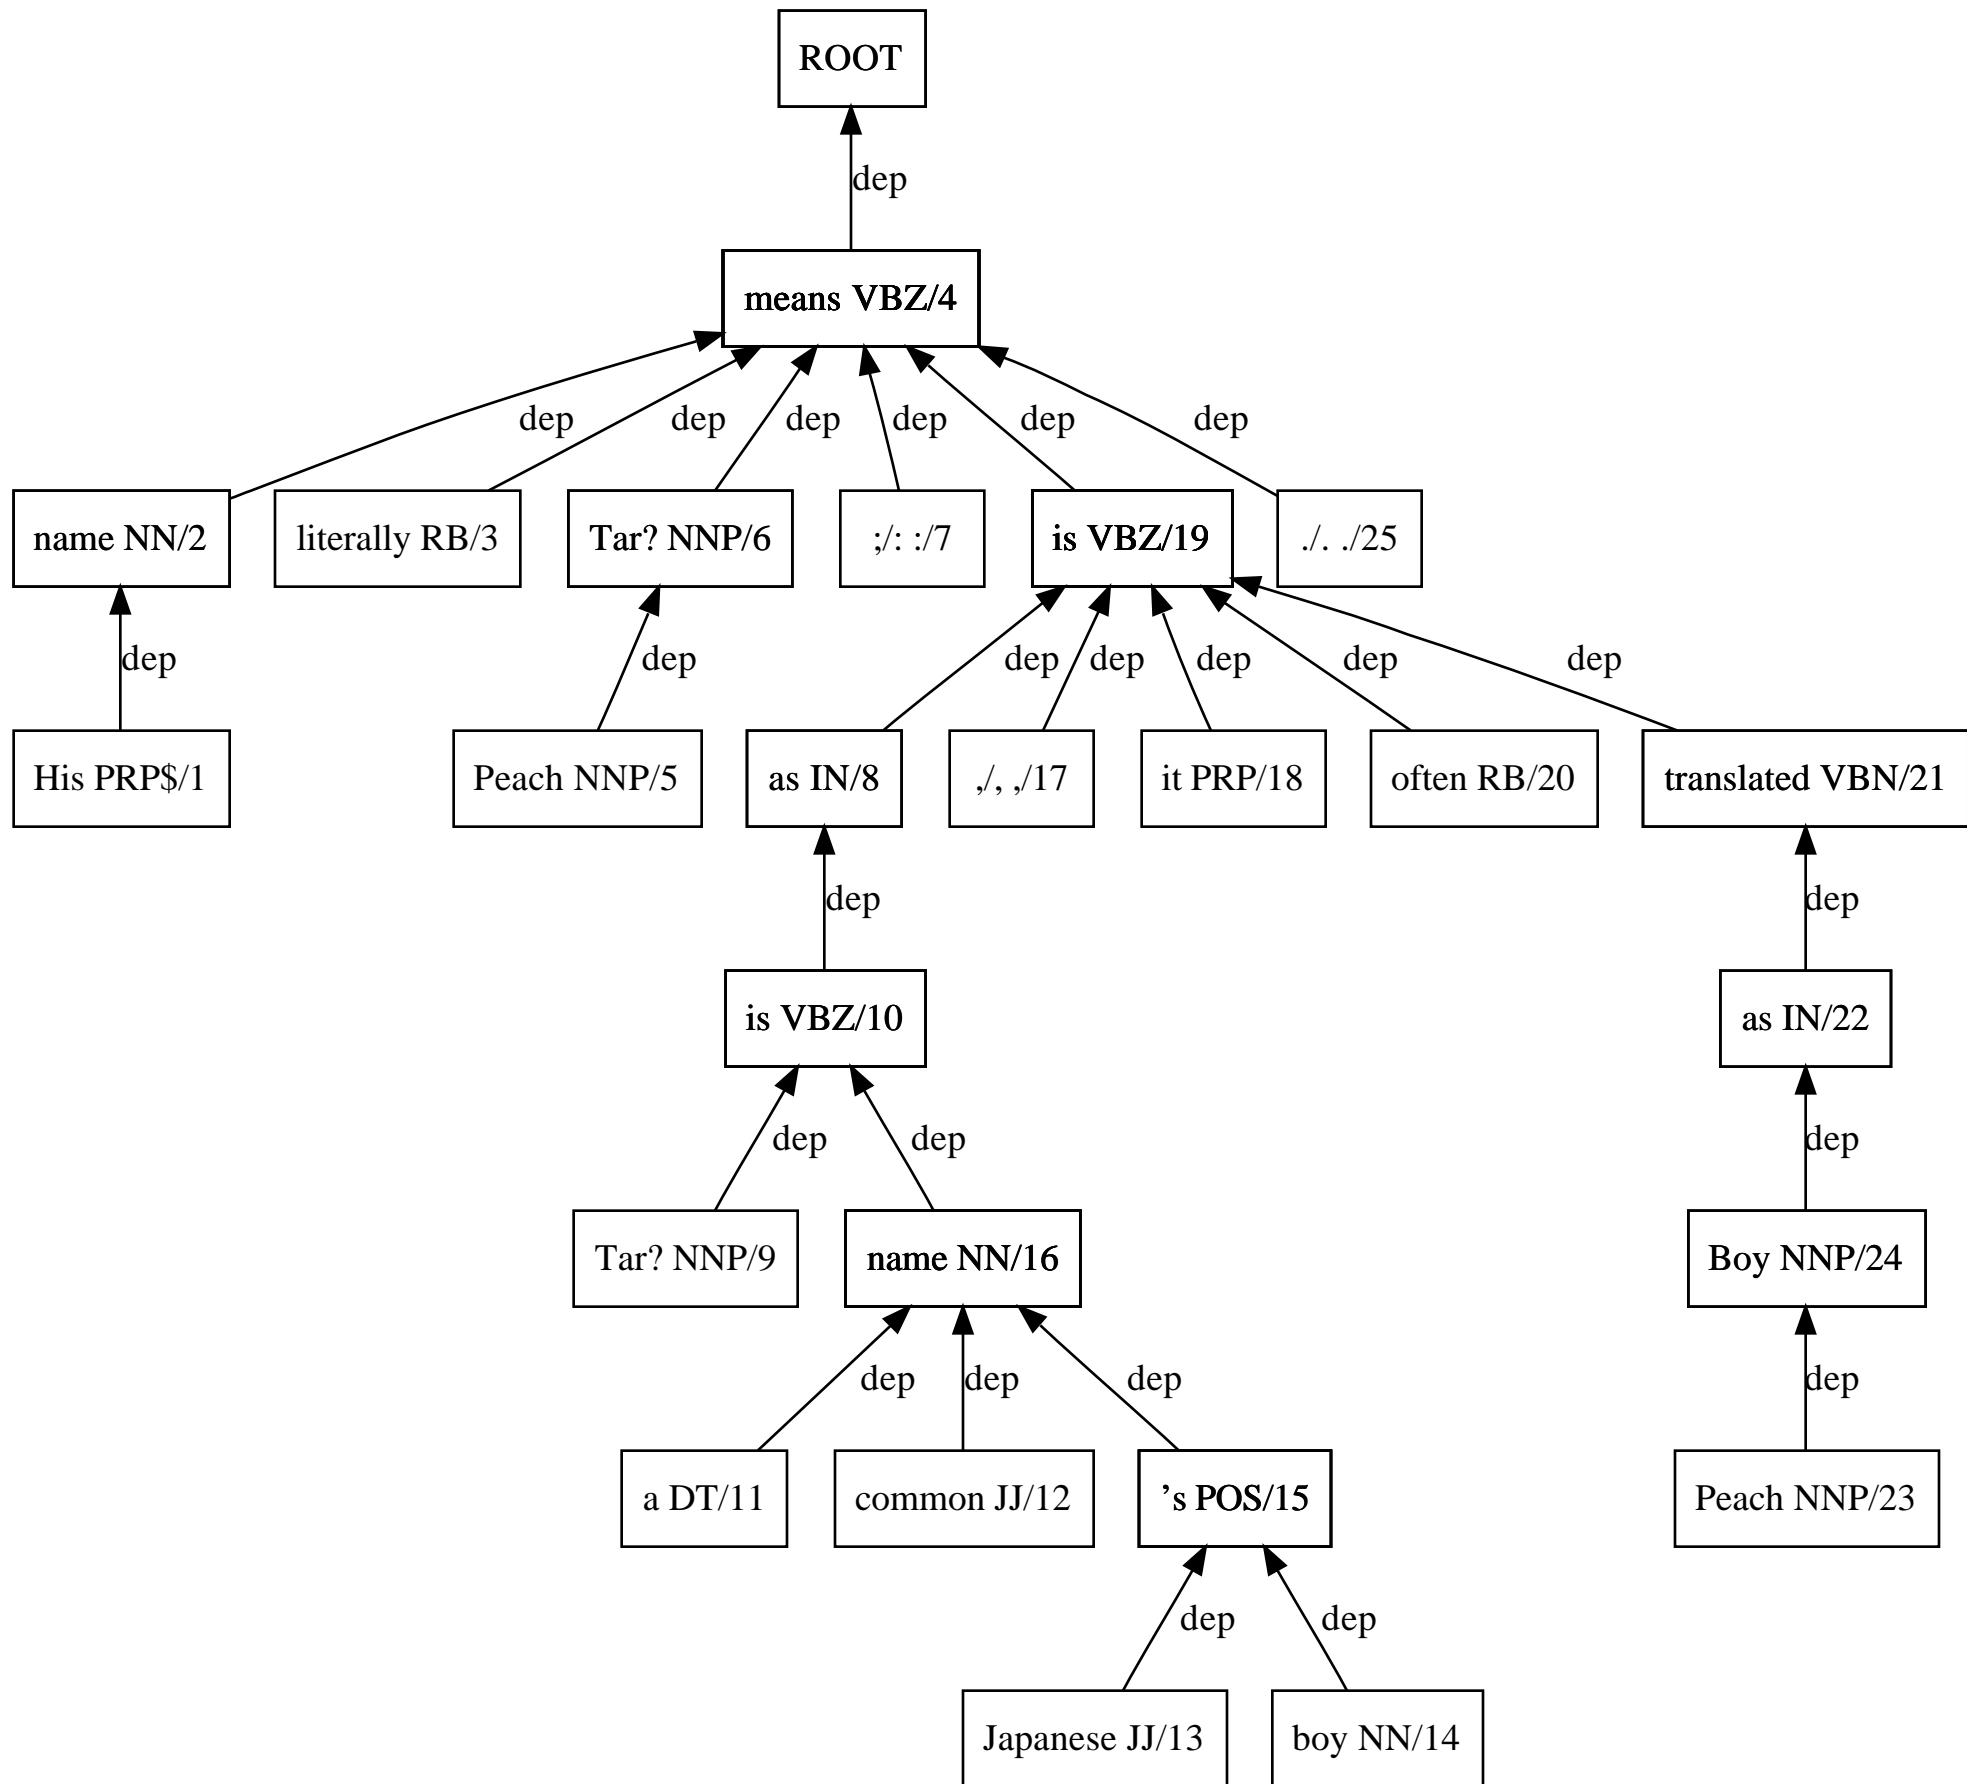 ROOT
dep
means VBZ/4
dep dep dep dep dep dep
name NN/2 literally RB/3 Tar? NNP/6 ;/: :/7 is VBZ/19 ./. ./25
dep dep dep dep dep dep dep
His PRP$/1 Peach NNP/5 as IN/8 ,/, ,/17 it PRP/18 often RB/20 translated VBN/21
dep dep
is VBZ/10 as IN/22
dep dep dep
Tar? NNP/9 name NN/16 Boy NNP/24
dep dep dep dep
a DT/11 common JJ/12 ’s POS/15 Peach NNP/23
dep dep
Japanese JJ/13 boy NN/14